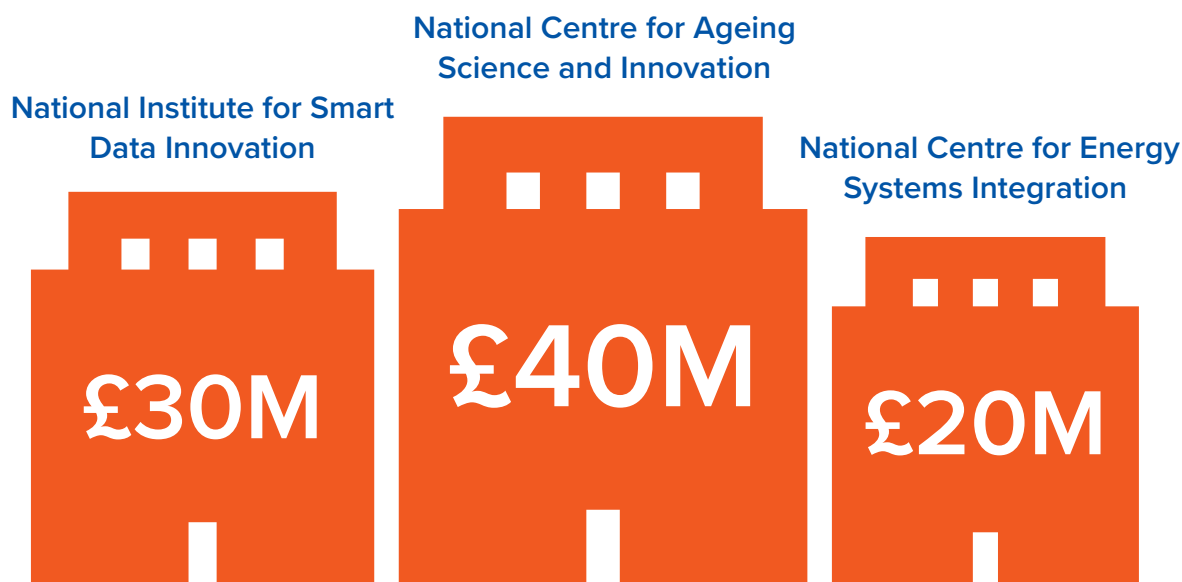 National Institute for Smart
Data Innovation
£30M
National Centre for Ageing
Science and Innovation
£40M
National Centre for Energy
Systems Integration
£20M